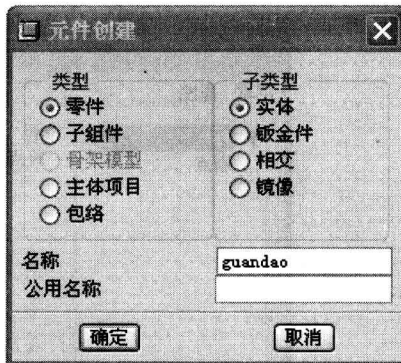 元件创建
类型
零件
子组件
骨架模型
主体项目
包络
子类型
实体
钣金件
相交
镜像
名称 guandao
公用名称
确定 取消